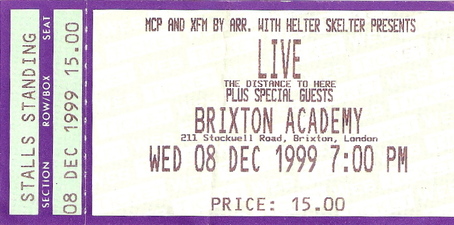 MCP AND XFM BY ARR. WITH HELTER SKELTER PRESENTS
LIVE
THE DISTANCE TO HERE
PLUS SPECIAL GUESTS
BRIXTON ACADEMY
211 Stockwell Road, Brixton, London
WED 08 DEC 1999 7:00 PM
PRICE: 15.00
STALLS STANDING
SECTION ROW/BOX SEAT
08 DEC 1999 15.00